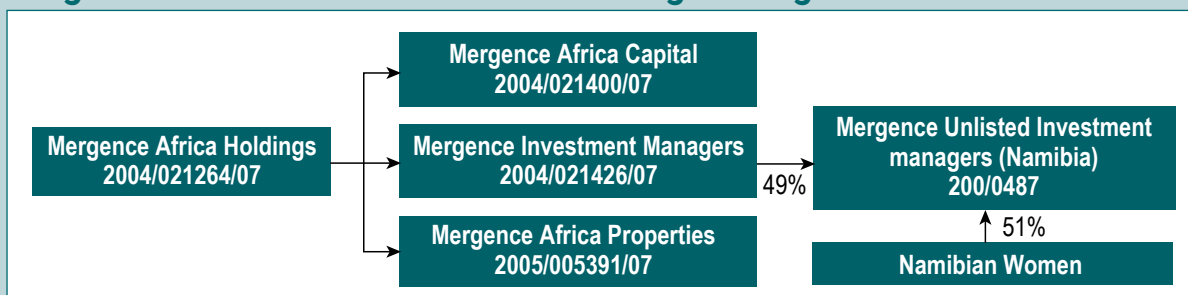 Mergence Africa Capital
2004/021400/07
Mergence Africa Holdings
2004/021264/07
Mergence Investment Managers
2004/021426/07
49%
Mergence Unlisted Investment
managers (Namibia)
200/0487
Mergence Africa Properties
2005/005391/07
51%
Namibian Women